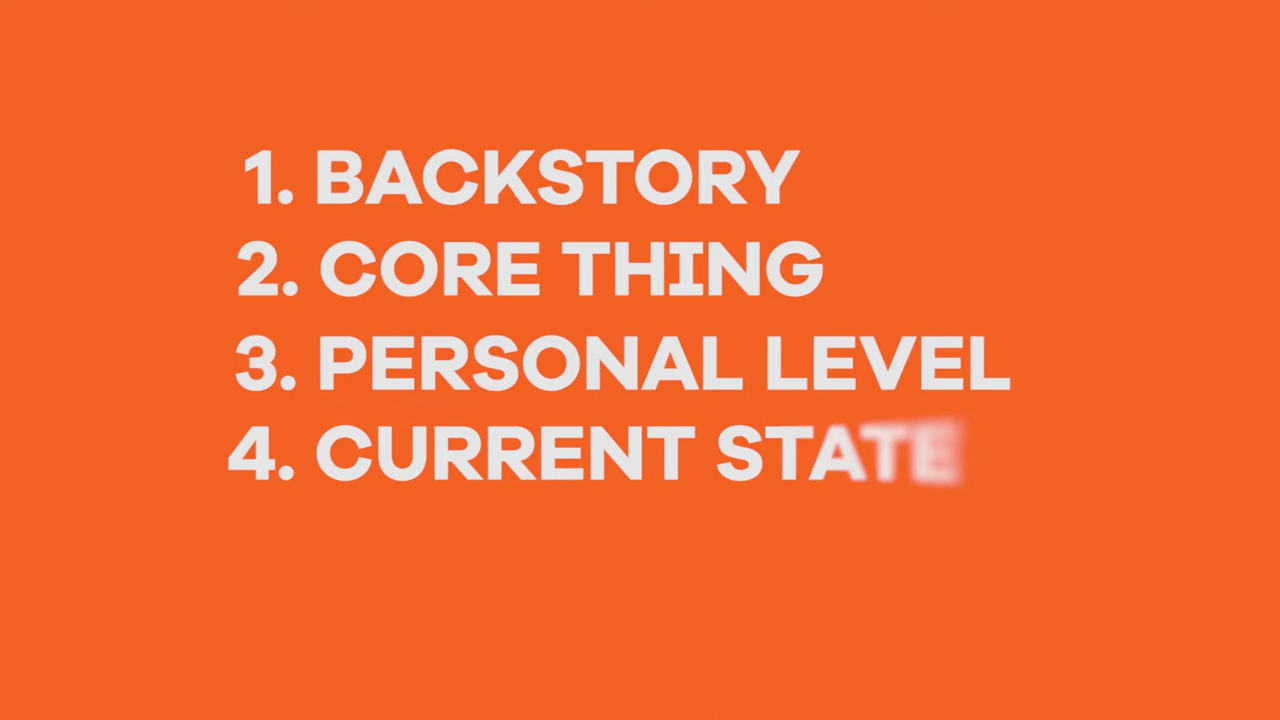 1. BACKSTORY
2. CORE THING
3. PERSONAL LEVEL
4. CURRENT STATE